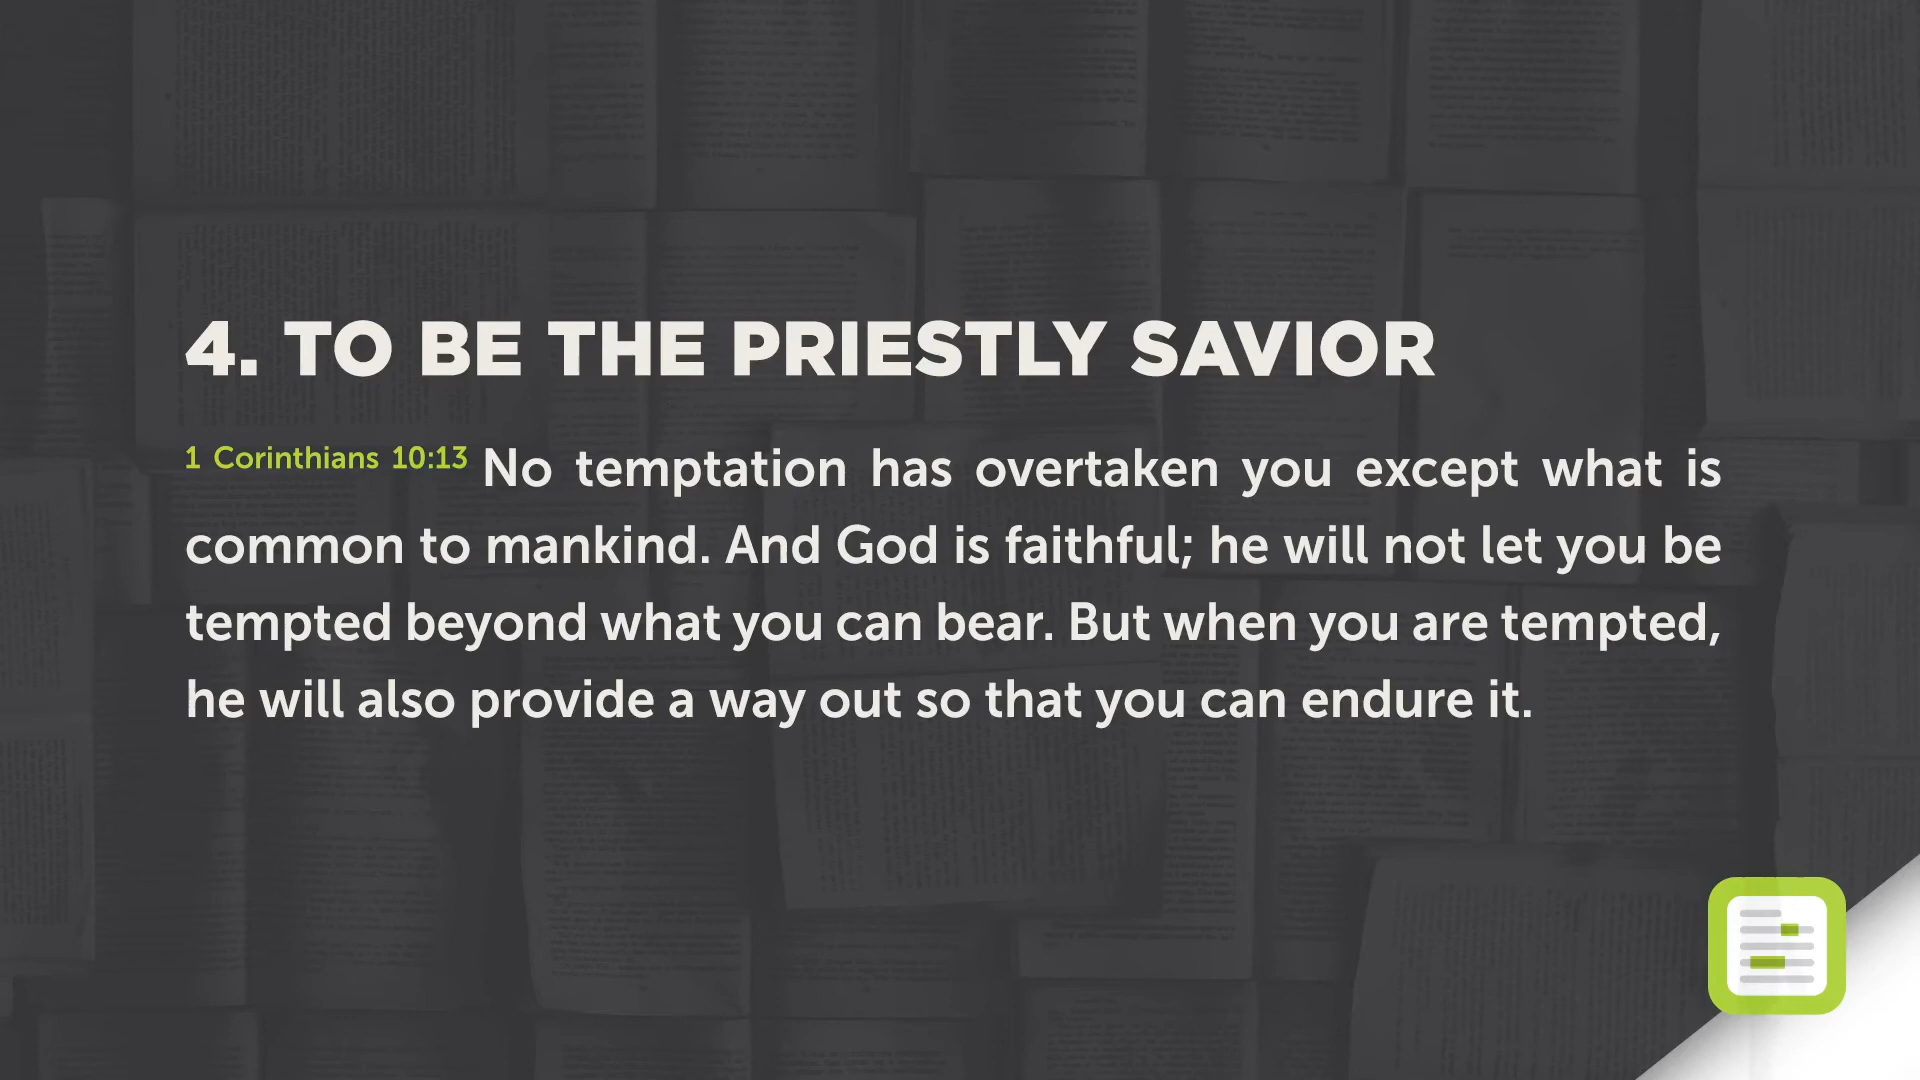 4. TO BE THE PRIESTLY SAVIOR
1 Corinthians 10:13 No temptation has overtaken you except what is
common to mankind. And God is faithful; he will not let you be
tempted beyond what you can bear. But when you are tempted,
he will also provide a way out so that you can endure it.